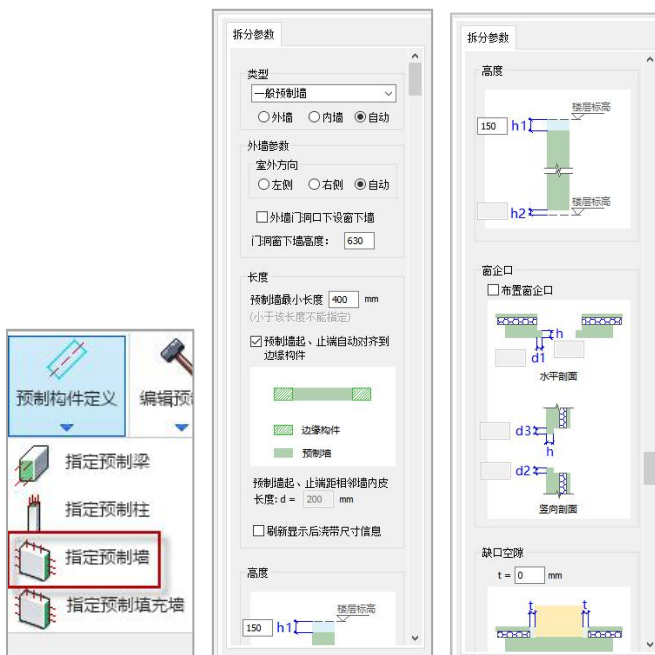 预制构件定义
编辑预
指定预制梁
指定预制柱
指定预制墙
指定预制填充墙
拆分参数
类型
一般预制墙
外墙 内墙 自动
外墙参数
室外方向
左侧 右侧 自动
外墙门洞口下设窗下墙
门洞窗下墙高度： 630
长度
预制墙最小长度 400 mm
(小于该长度不能指定)
预制墙起、止端自动对齐到
边缘构件
边缘构件
预制墙
预制墙起、止端距相邻墙内皮
长度: d = 200 mm
刷新显示后浇带尺寸信息
高度
楼层标高
150 h1
拆分参数
高度
楼层标高
150 h1
楼层标高
h2
窗企口
布置窗企口
h
d1
水平剖面
d3
h
d2
竖向剖面
缺口空隙
t = 0 mm
t t